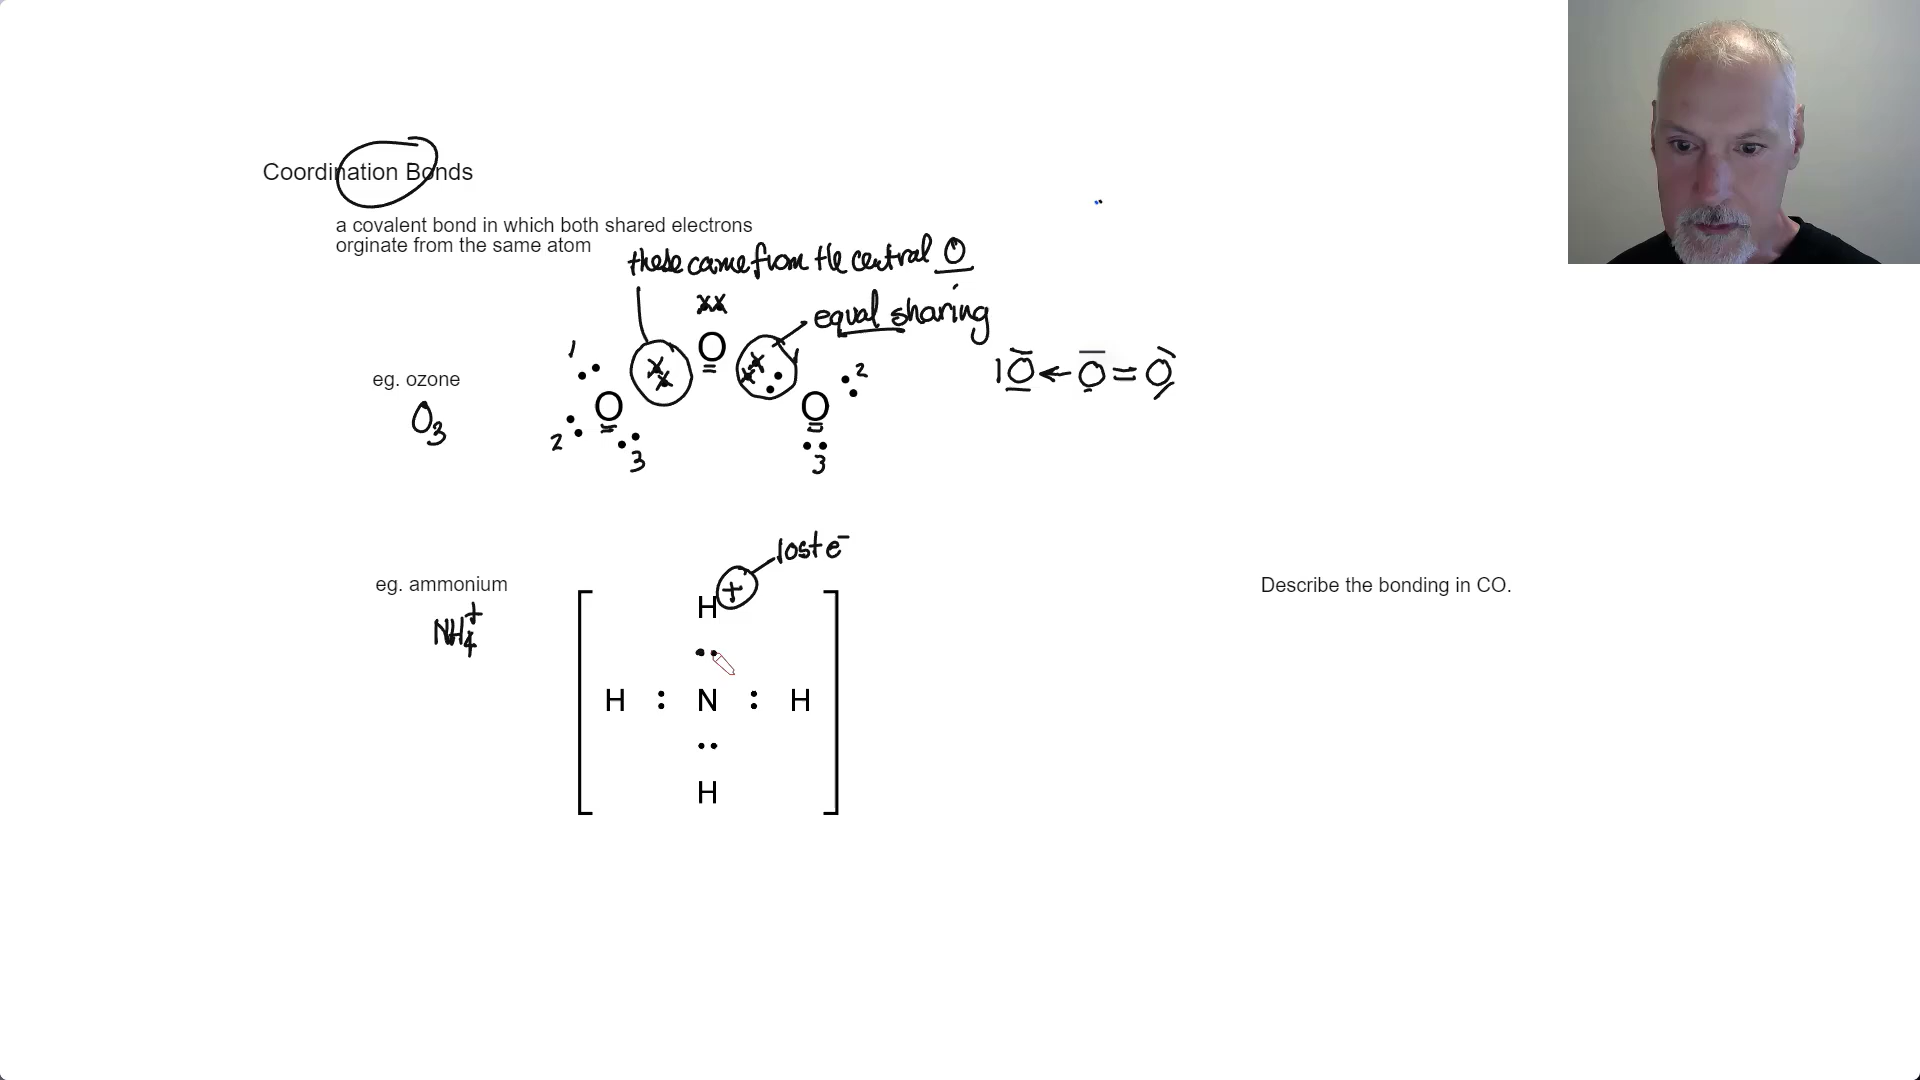 Coordination Bonds
a covalent bond in which both shared electrons
orginate from the same atom
these came from the central O
xx
equal sharing
1
O
xx
xx
2
|O ← O = O
eg. ozone
O3
O
O
2
3
3
lost e-
+
eg. ammonium
H
Describe the bonding in CO.
NH4+
H : N : H
H